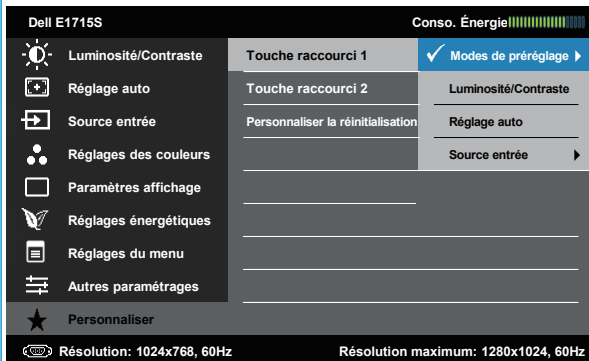 Dell E1715S Conso. Énergie
Luminosité/Contraste Touche raccourci 1 Modes de préréglage
Réglage auto Touche raccourci 2 Luminosité/Contraste
Source entrée Personnaliser la réinitialisation Réglage auto
Réglages des couleurs Source entrée
Paramètres affichage
Réglages énergétiques
Réglages du menu
Autres paramétrages
Personnaliser
Résolution: 1024x768, 60Hz Résolution maximum: 1280x1024, 60Hz